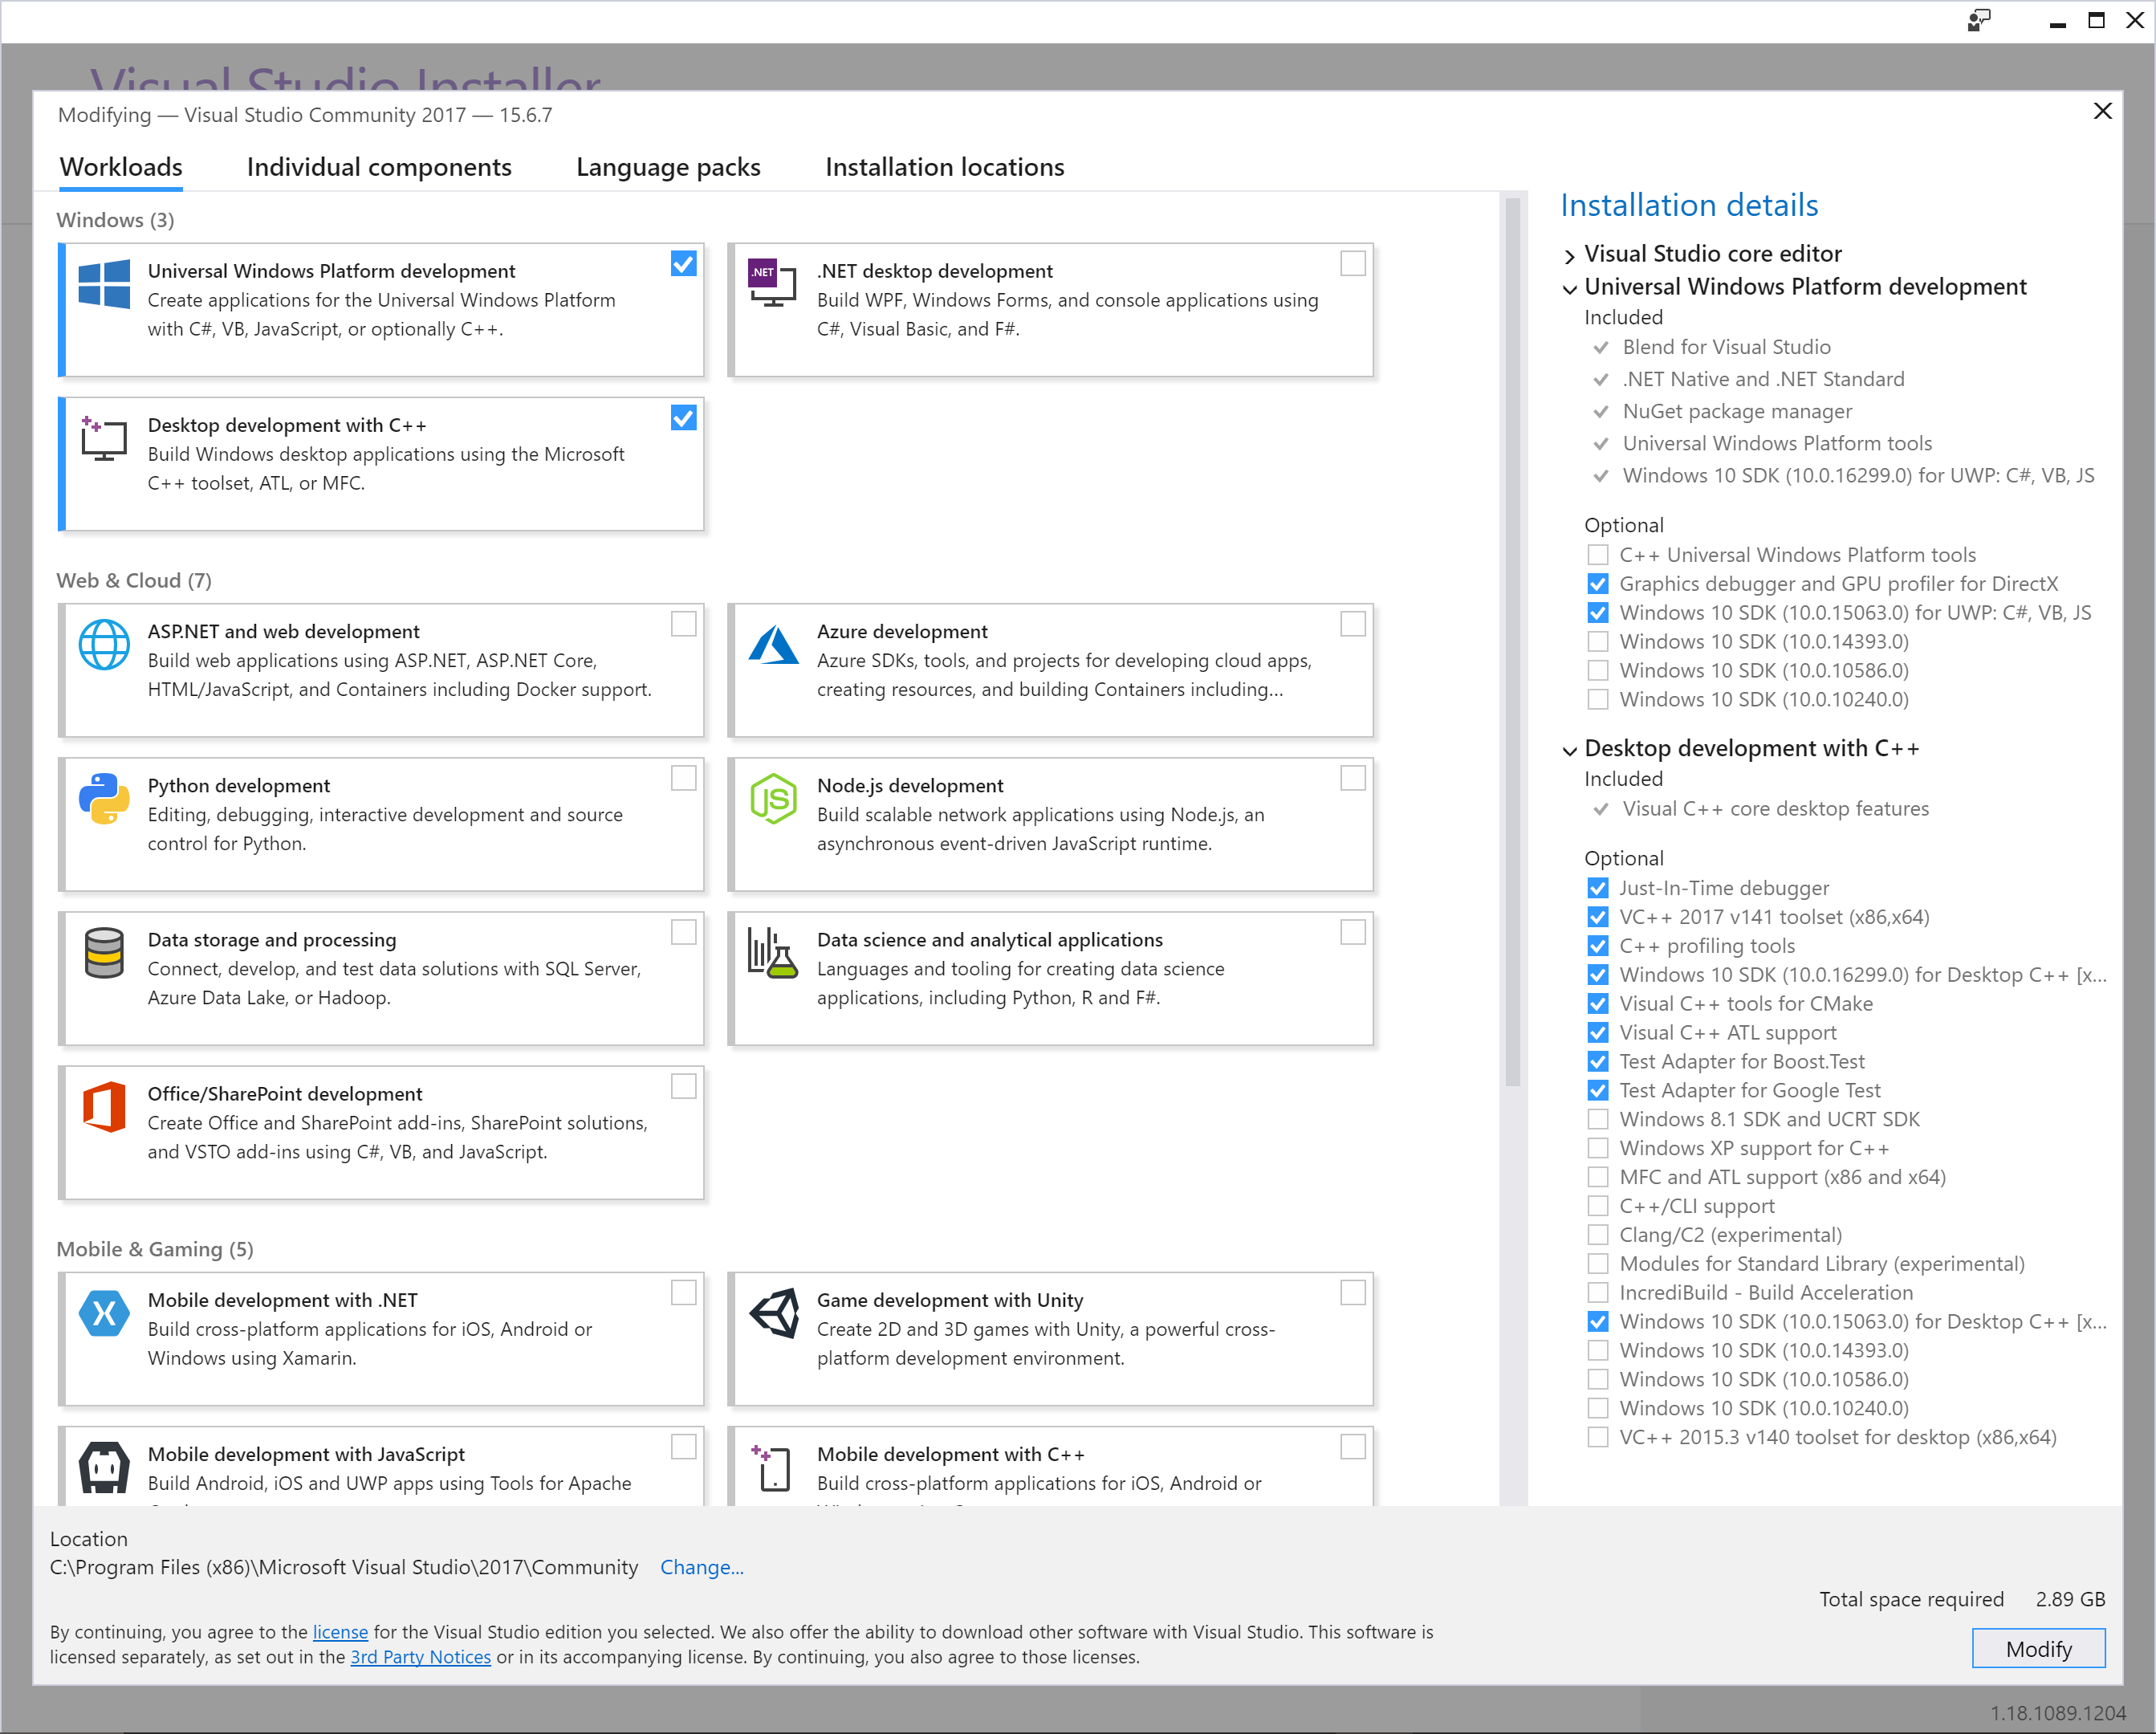 Visual Studio Installer
Modifying — Visual Studio Community 2017 — 15.6.7
Workloads
Individual components
Language packs
Installation locations
Windows (3)
Universal Windows Platform development
Create applications for the Universal Windows Platform
with C#, VB, JavaScript, or optionally C++.
.NET
.NET desktop development
Build WPF, Windows Forms, and console applications using
C#, Visual Basic, and F#.
Desktop development with C++
Build Windows desktop applications using the Microsoft
C++ toolset, ATL, or MFC.
Web & Cloud (7)
ASP.NET and web development
Build web applications using ASP.NET, ASP.NET Core,
HTML/JavaScript, and Containers including Docker support.
Azure development
Azure SDKs, tools, and projects for developing cloud apps,
creating resources, and building Containers including...
Python development
Editing, debugging, interactive development and source
control for Python.
JS
Node.js development
Build scalable network applications using Node.js, an
asynchronous event-driven JavaScript runtime.
Data storage and processing
Connect, develop, and test data solutions with SQL Server,
Azure Data Lake, or Hadoop.
Data science and analytical applications
Languages and tooling for creating data science
applications, including Python, R and F#.
Office/SharePoint development
Create Office and SharePoint add-ins, SharePoint solutions,
and VSTO add-ins using C#, VB, and JavaScript.
Mobile & Gaming (5)
Mobile development with .NET
Build cross-platform applications for iOS, Android or
Windows using Xamarin.
Game development with Unity
Create 2D and 3D games with Unity, a powerful cross-
platform development environment.
Mobile development with JavaScript
Build Android, iOS and UWP apps using Tools for Apache
Mobile development with C++
Build cross-platform applications for iOS, Android or
Installation details
Visual Studio core editor
Universal Windows Platform development
Included
Blend for Visual Studio
.NET Native and .NET Standard
NuGet package manager
Universal Windows Platform tools
Windows 10 SDK (10.0.16299.0) for UWP: C#, VB, JS
Optional
C++ Universal Windows Platform tools
Graphics debugger and GPU profiler for DirectX
Windows 10 SDK (10.0.15063.0) for UWP: C#, VB, JS
Windows 10 SDK (10.0.14393.0)
Windows 10 SDK (10.0.10586.0)
Windows 10 SDK (10.0.10240.0)
Desktop development with C++
Included
Visual C++ core desktop features
Optional
Just-In-Time debugger
VC++ 2017 v141 toolset (x86,x64)
C++ profiling tools
Windows 10 SDK (10.0.16299.0) for Desktop C++ [x...
Visual C++ tools for CMake
Visual C++ ATL support
Test Adapter for Boost.Test
Test Adapter for Google Test
Windows 8.1 SDK and UCRT SDK
Windows XP support for C++
MFC and ATL support (x86 and x64)
C++/CLI support
Clang/C2 (experimental)
Modules for Standard Library (experimental)
IncrediBuild - Build Acceleration
Windows 10 SDK (10.0.15063.0) for Desktop C++ [x...
Windows 10 SDK (10.0.14393.0)
Windows 10 SDK (10.0.10586.0)
Windows 10 SDK (10.0.10240.0)
VC++ 2015.3 v140 toolset for desktop (x86,x64)
Location
C:\Program Files (x86)\Microsoft Visual Studio\2017\Community Change...
Total space required 2.89 GB
By continuing, you agree to the license for the Visual Studio edition you selected. We also offer the ability to download other software with Visual Studio. This software is
licensed separately, as set out in the 3rd Party Notices or in its accompanying license. By continuing, you also agree to those licenses.
Modify
1.18.1089.1204